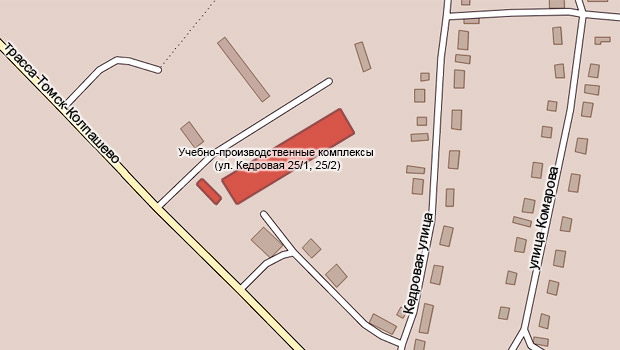 трасса-Томск-Колпашево
Учебно-производственные комплексы
(ул. Кедровая 25/1, 25/2)
Кедровая улица
улица Комарова